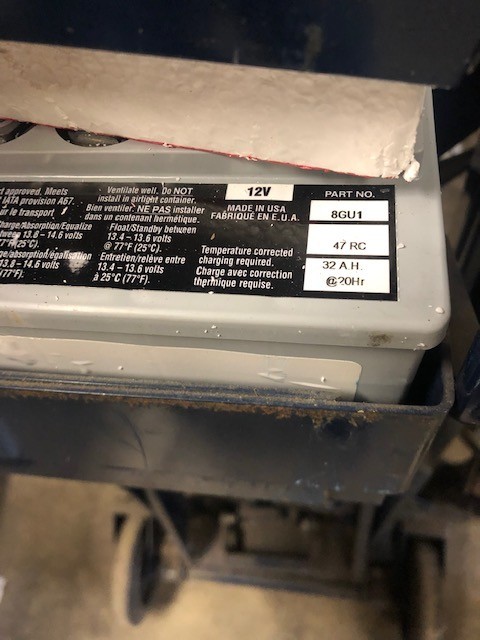 approved. Meets
IATA provision A67.
ur le transport
Charge/Absorption/Equalize
13.8 – 14.6 volts
77°F (25°C).
absorption/égalisation
13.8 – 14.6 volts
(77°F).
Ventilate well. Do NOT
install in airtight container.
Bien ventiler. NE PAS installer
dans un contenant hermétique.
Float/Standby between
13.4 – 13.6 volts
@ 77°F (25°C).
Entretien/relève entre
13.4 – 13.6 volts
à 25°C (77°F).
12V
MADE IN USA
FABRIQUÉ EN E.U.A.
Temperature corrected
charging required.
Charge avec correction
thermique requise.
PART NO.
8GU1
47 RC
32 A.H.
@20Hr